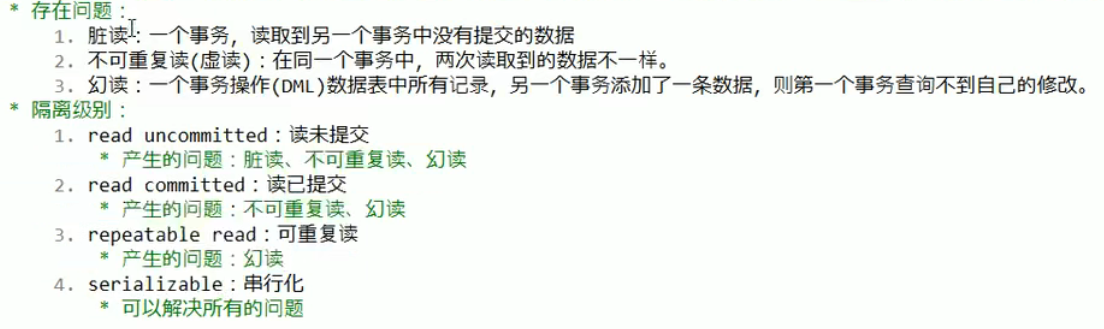 * 存在问题：
1. 脏读：一个事务，读取到另一个事务中没有提交的数据
2. 不可重复读(虚读)：在同一个事务中，两次读取到的数据不一样。
3. 幻读：一个事务操作(DML)数据表中所有记录，另一个事务添加了一条数据，则第一个事务查询不到自己的修改。
* 隔离级别：
1. read uncommitted：读未提交
* 产生的问题：脏读、不可重复读、幻读
2. read committed：读已提交
* 产生的问题：不可重复读、幻读
3. repeatable read：可重复读
* 产生的问题：幻读
4. serializable：串行化
* 可以解决所有的问题